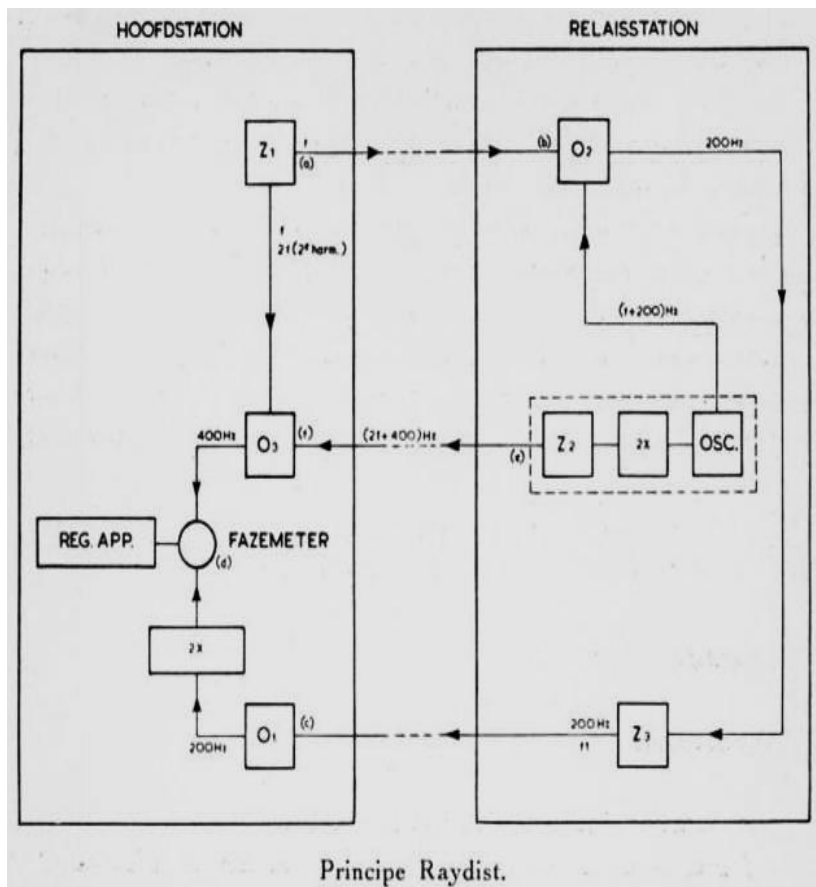 HOOFDSTATION
RELAISSTATION
Z1
f
(a)
(b)
O2
200Hz
f
2f(2e harm.)
(f+200)Hz
400Hz
O3
(f)
(2f+400)Hz
(e)
Z2
2X
OSC.
REG. APP.
FAZEMETER
(d)
2X
200Hz
O1
(c)
200Hz
f1
Z3
Principe Raydist.